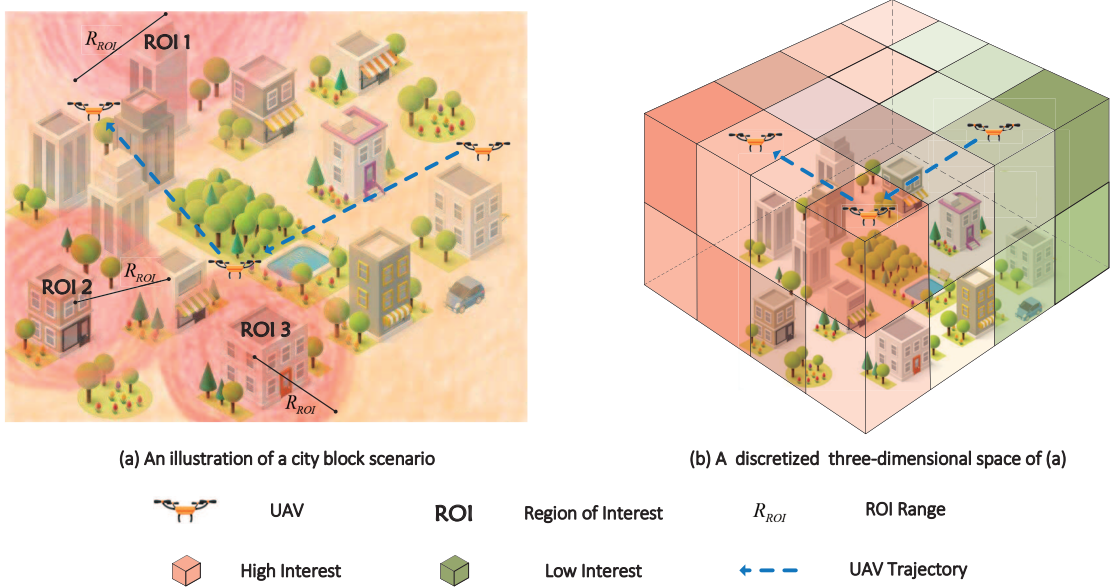 R_ROI
ROI 1
R_ROI
ROI 2
ROI 3
R_ROI
(a) An illustration of a city block scenario
(b) A discretized three-dimensional space of (a)
UAV
ROI
Region of Interest
R_ROI
ROI Range
High Interest
Low Interest
UAV Trajectory